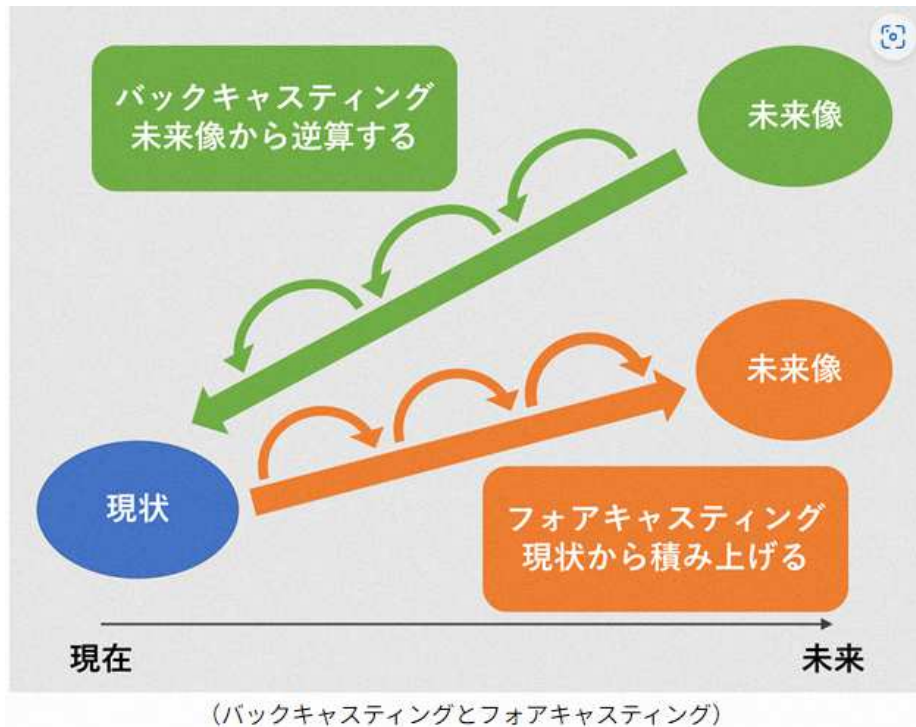 バックキャスティング
未来像から逆算する
未来像
未来像
現状
フォアキャスティング
現状から積み上げる
現在
未来
（バックキャスティングとフォアキャスティング）